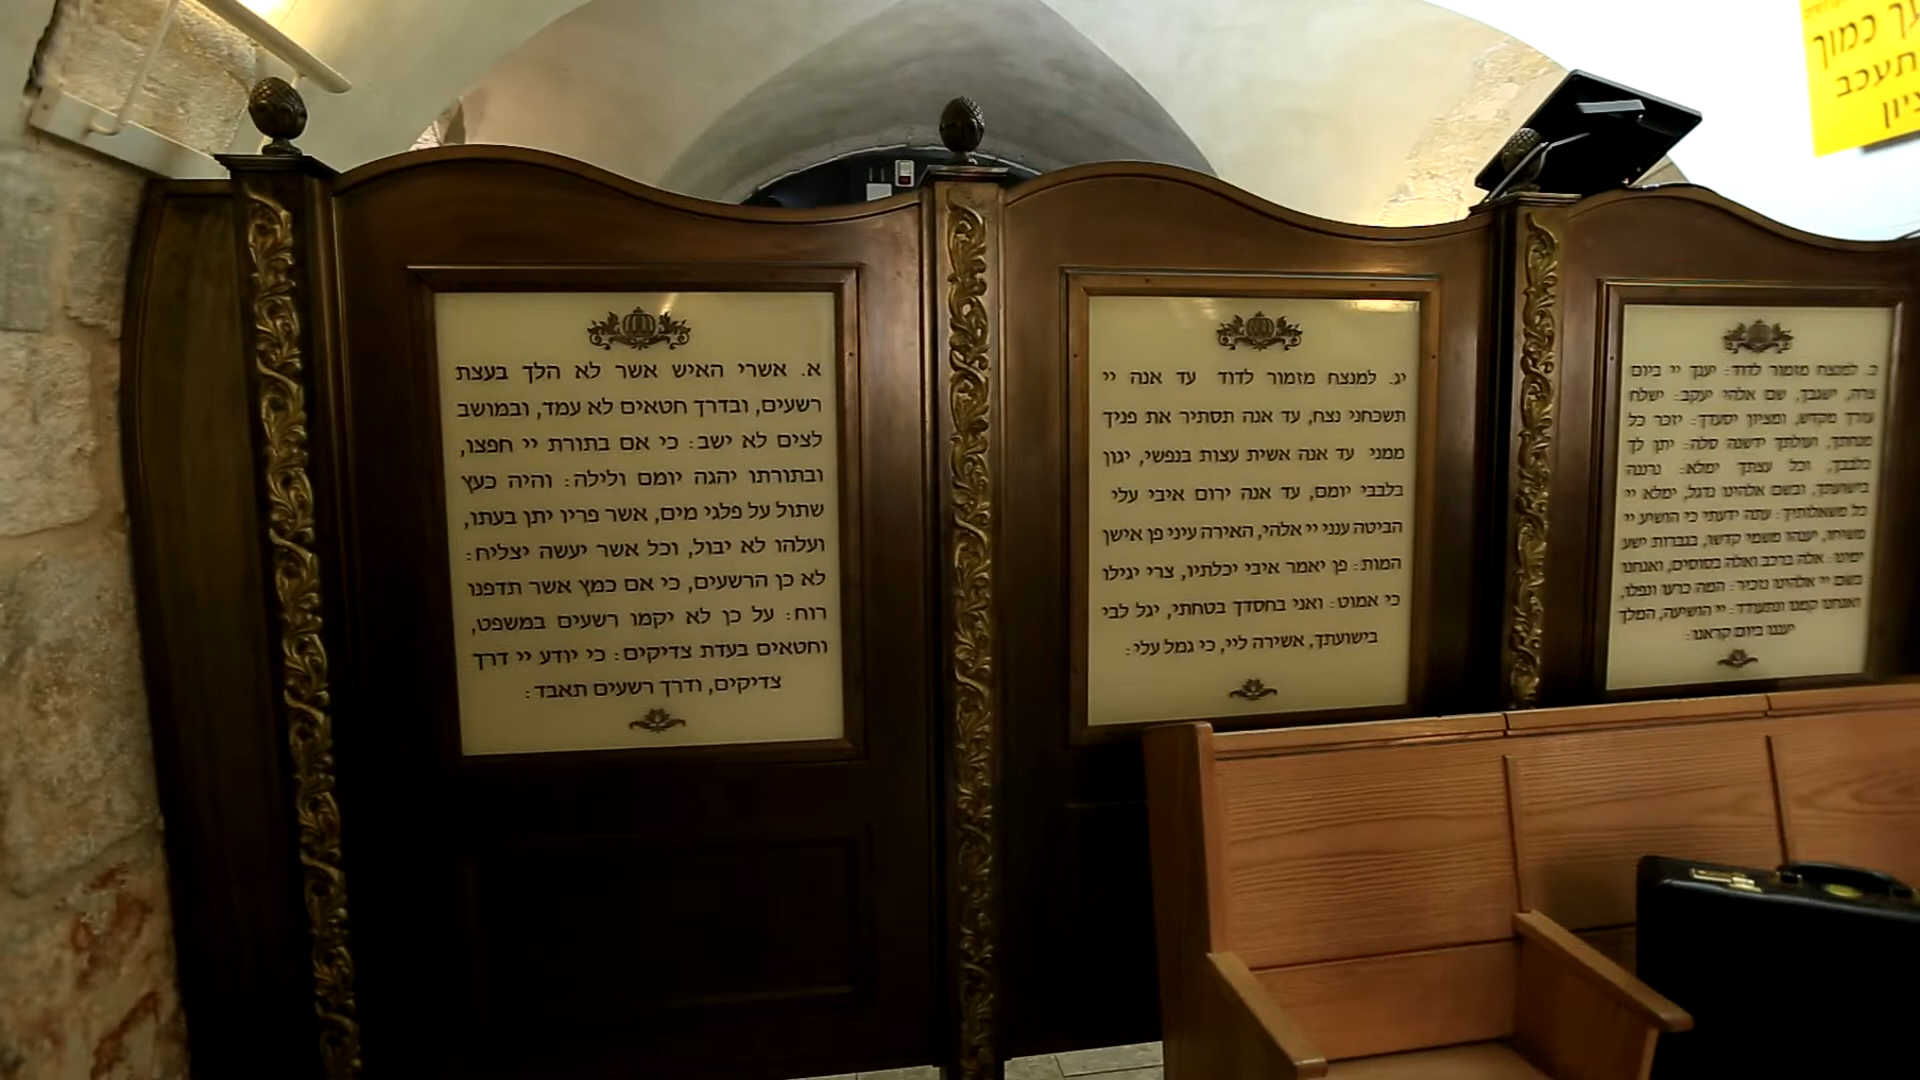 א. אשרי האיש אשר לא הלך בעצת
רשעים, ובדרך חטאים לא עמד, ובמושב
לצים לא ישב: כי אם בתורת יי חפצו,
ובתורתו יהגה יומם ולילה: והיה כעץ
שתול על פלגי מים, אשר פריו יתן בעתו,
ועלהו לא יבול, וכל אשר יעשה יצליח:
לא כן הרשעים, כי אם כמץ אשר תדפנו
רוח: על כן לא יקמו רשעים במשפט,
וחטאים בעדת צדיקים: כי יודע יי דרך
צדיקים, ודרך רשעים תאבד:
יג. למנצח מזמור לדוד עד אנה יי
תשכחני נצח, עד אנה תסתיר את פניך
ממני עד אנה אשית עצות בנפשי, יגון
בלבבי יומם, עד אנה ירום איבי עלי
הביטה ענני יי אלהי, האירה עיני פן אישן
המות: פן יאמר איבי יכלתיו, צרי יגילו
כי אמוט: ואני בחסדך בטחתי, יגל לבי
בישועתך, אשירה ליי, כי גמל עלי:
כ. למנצח מזמור לדוד: יענך יי ביום
צרה, ישגבך, שם אלהי יעקב: ישלח
עזרך מקדש, ומציון יסעדך: יזכר כל
מנחתך, ועולתך ידשנה סלה: יתן לך
כלבבך, וכל עצתך ימלא: נרננה
בישועתך, ובשם אלהינו נדגל, ימלא יי
כל משאלותיך: עתה ידעתי כי הושיע יי
משיחו, יענהו משמי קדשו, בגברות ישע
ימינו: אלה ברכב ואלה בסוסים, ואנחנו
בשם יי אלהינו נזכיר: המה כרעו ונפלו,
ואנחנו קמנו ונתעודד: יי הושיעה, המלך
יעננו ביום קראנו:
כמוך
תעכב